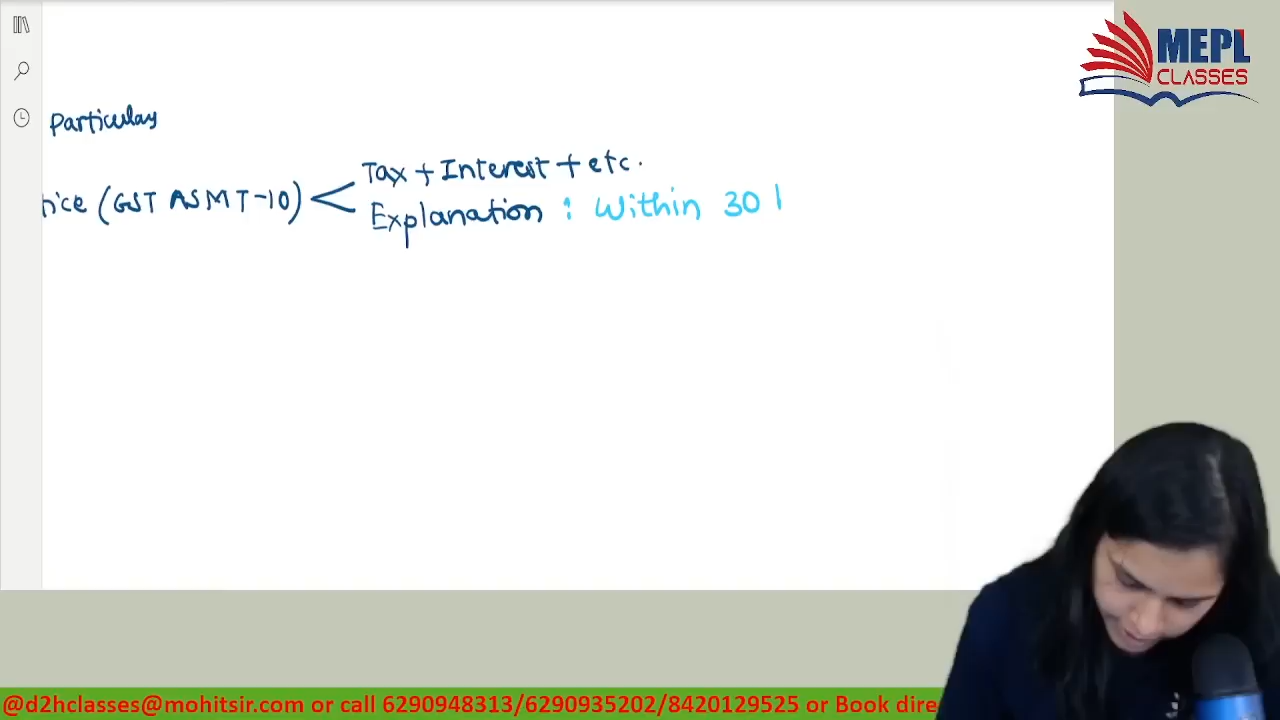 MEPL
CLASSES
Particulars
tice (GST ASMT-10)
Tax + Interest + etc.
Explanation : Within 30
@d2hclasses@mohitsir.com or call 6290948313/6290935202/8420129525 or Book dire